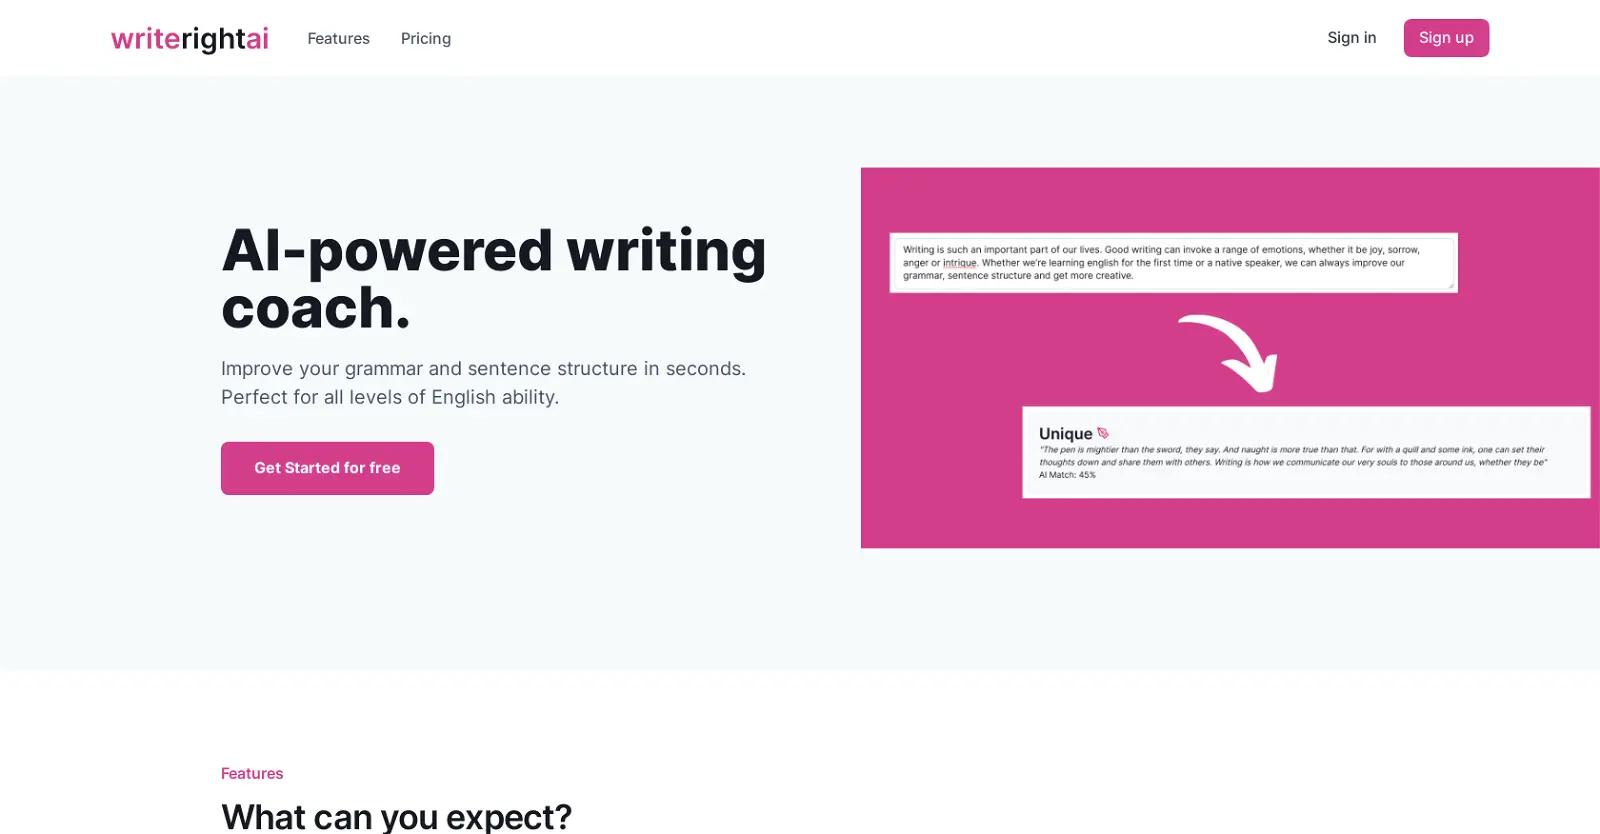 writerightai
Features
Pricing
Sign in
Sign up
AI-powered writing
coach.
Improve your grammar and sentence structure in seconds.
Perfect for all levels of English ability.
Get Started for free
Writing is such an important part of our lives. Good writing can invoke a range of emotions, whether it be joy, sorrow,
anger or intrique. Whether we're learning english for the first time or a native speaker, we can always improve our
grammar, sentence structure and get more creative.
Unique
"The pen is mightier than the sword, they say. And naught is more true than that. For with a quill and some ink, one can set their
thoughts down and share them with others. Writing is how we communicate our very souls to those around us, whether they be"
AI Match: 45%
Features
What can you expect?